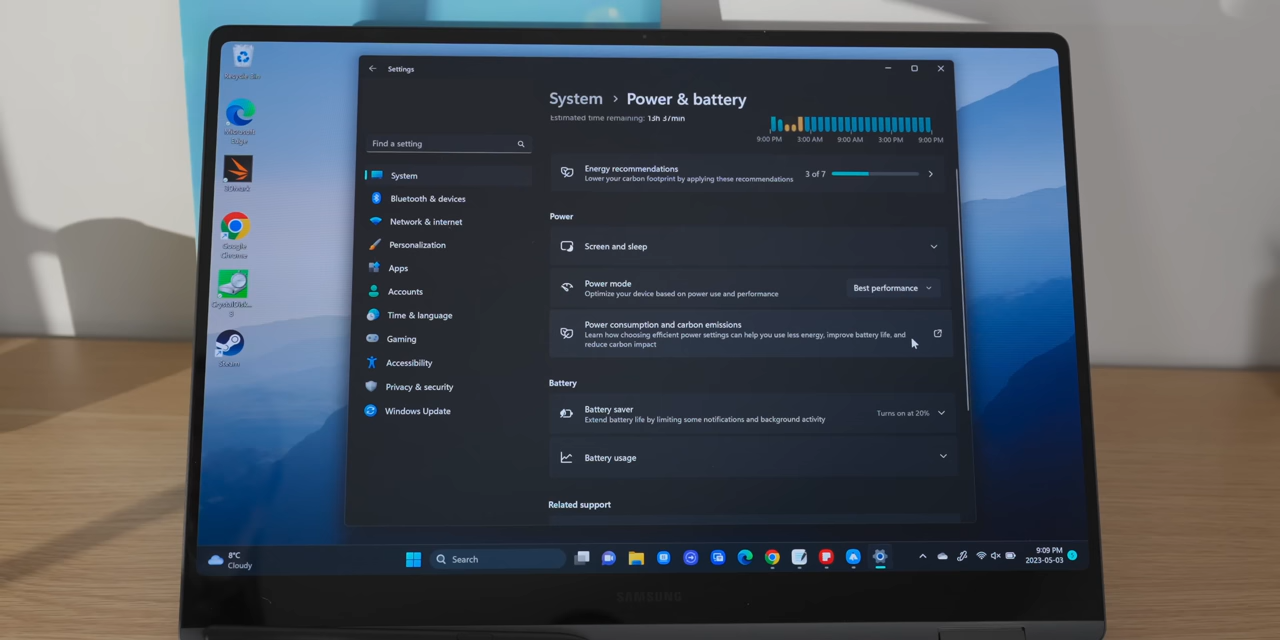 Recycle Bin
Microsoft
Edge
3DMark
Google
Chrome
CrystalDisk...
8
Steam
Settings
Find a setting
System
Bluetooth & devices
Network & internet
Personalization
Apps
Accounts
Time & language
Gaming
Accessibility
Privacy & security
Windows Update
System > Power & battery
Estimated time remaining: 13h 37min
9:00 PM 3:00 AM 9:00 AM 3:00 PM 9:00 PM
Energy recommendations
Lower your carbon footprint by applying these recommendations
3 of 7
Power
Screen and sleep
Power mode
Optimize your device based on power use and performance
Best performance
Power consumption and carbon emissions
Learn how choosing efficient power settings can help you use less energy, improve battery life, and
reduce carbon impact
Battery
Battery saver
Extend battery life by limiting some notifications and background activity
Turns on at 20%
Battery usage
Related support
8°C
Cloudy
Search
9:09 PM
2023-05-03
SAMSUNG